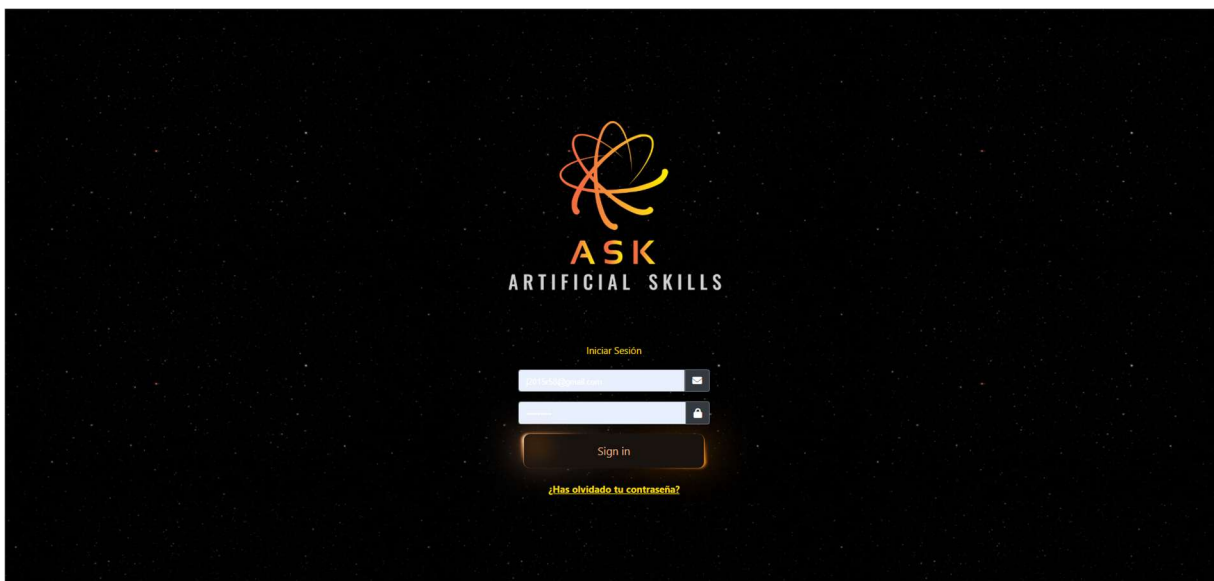 ASK
ARTIFICIAL SKILLS
Iniciar Sesión
Sign in
¿Has olvidado tu contraseña?